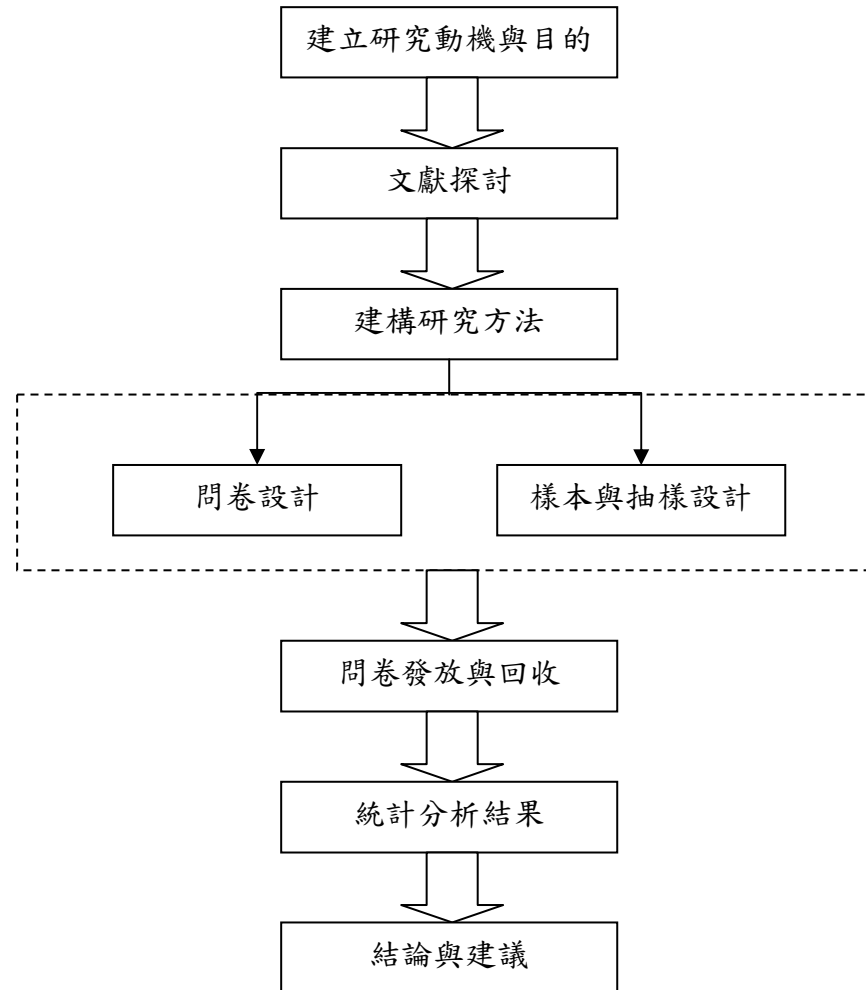 建立研究動機與目的
文獻探討
建構研究方法
問卷設計
樣本與抽樣設計
問卷發放與回收
統計分析結果
結論與建議